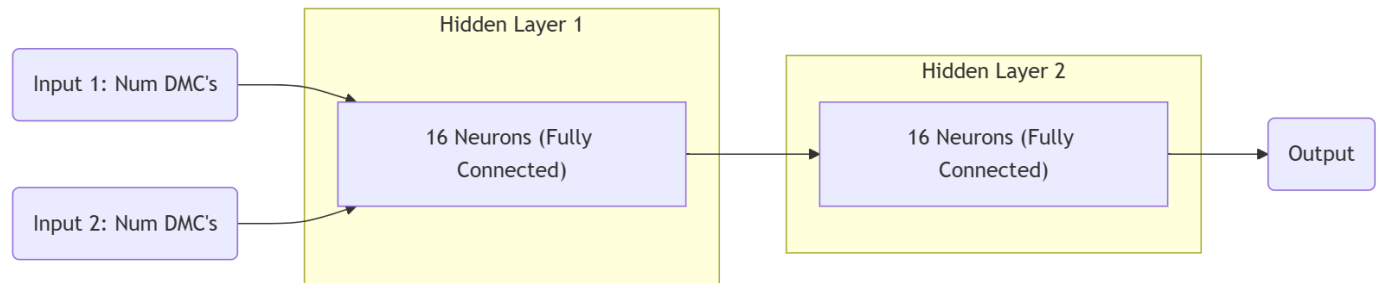 Hidden Layer 1
Input 1: Num DMC's
Hidden Layer 2
16 Neurons (Fully
Connected)
16 Neurons (Fully
Connected)
Output
Input 2: Num DMC's